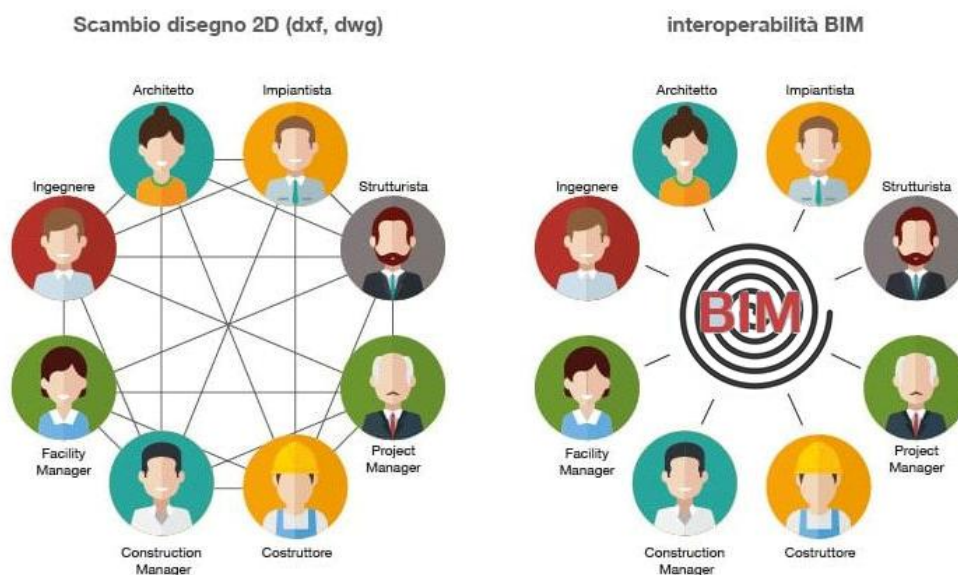 Scambio disegno 2D (dxf, dwg)
Architetto
Impiantista
Ingegnere
Strutturista
Facility
Manager
Project
Manager
Construction
Manager
Costruttore
interoperabilità BIM
Architetto
Impiantista
Ingegnere
Strutturista
BIM
Facility
Manager
Project
Manager
Construction
Manager
Costruttore